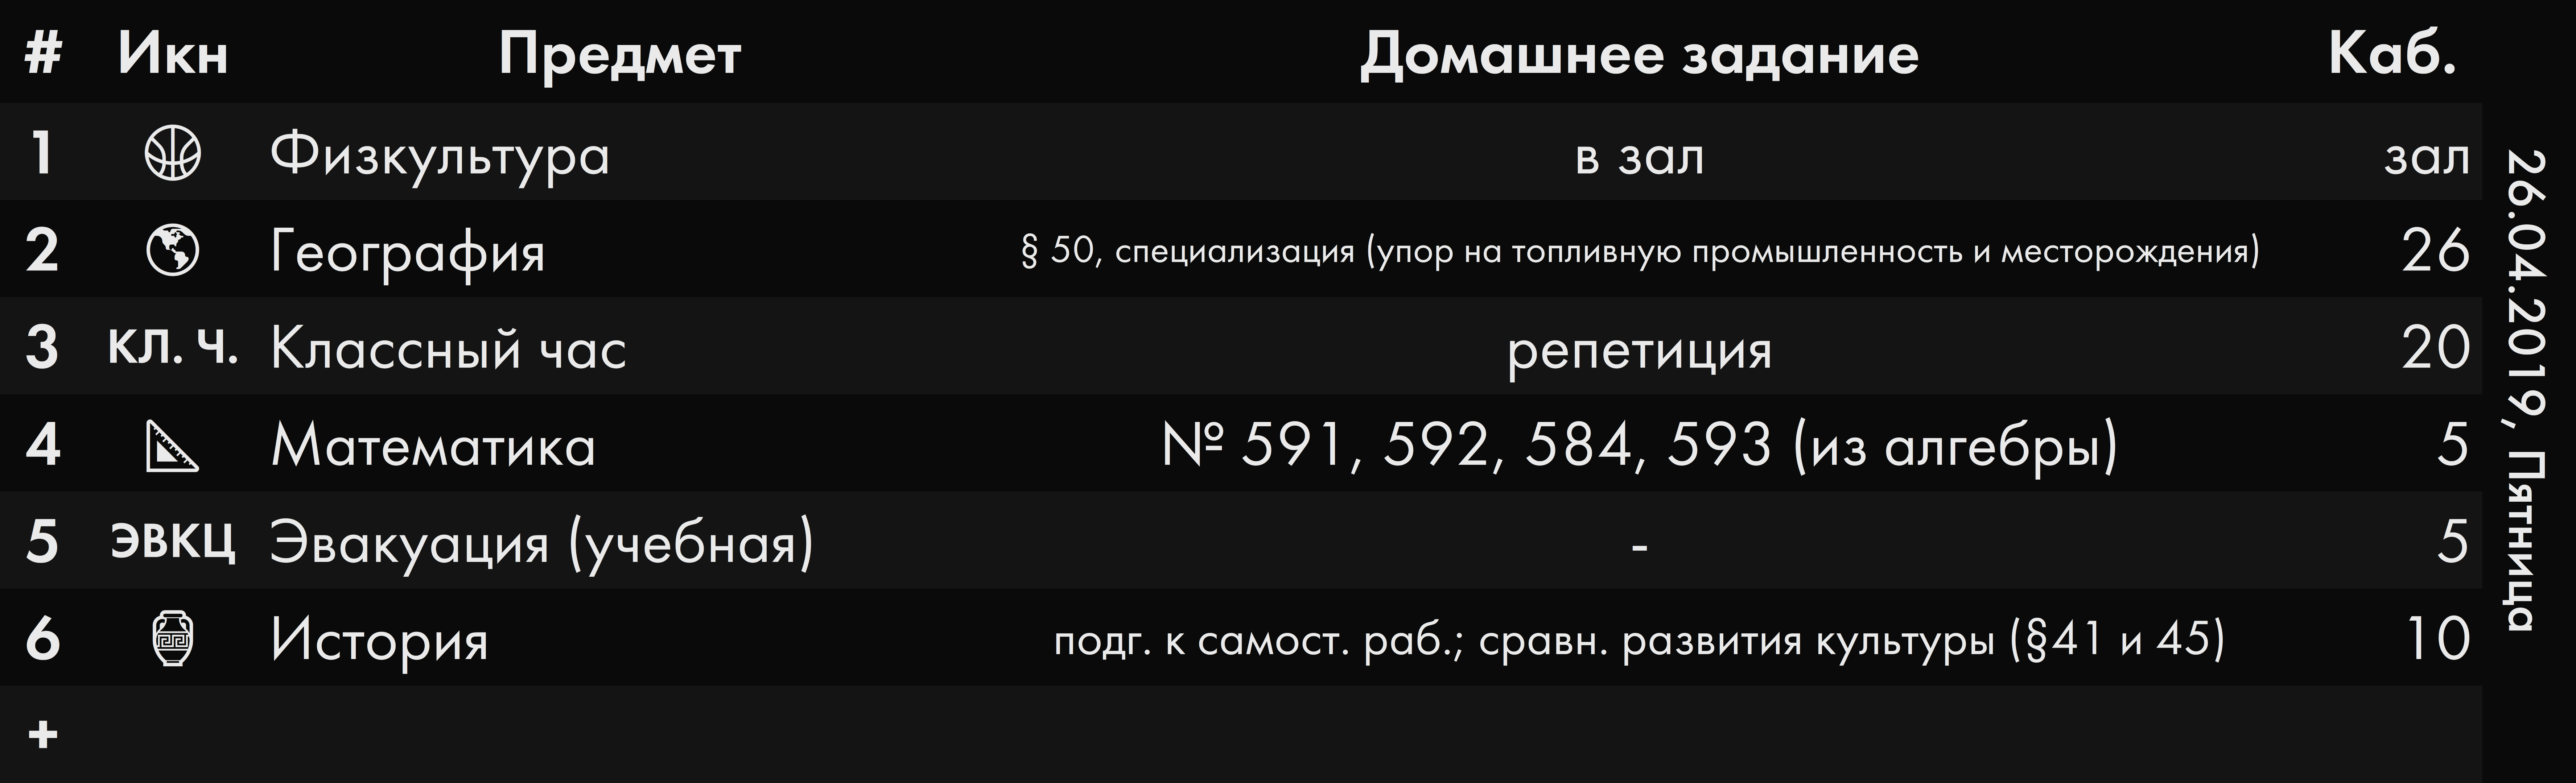 # Икн Предмет Домашнее задание Каб.
1 Физкультура в зал зал
2 География § 50, специализация (упор на топливную промышленность и месторождения) 26
3 КЛ. Ч. Классный час репетиция 20
4 Математика № 591, 592, 584, 593 (из алгебры) 5
5 ЭВКЦ Эвакуация (учебная) - 5
6 История подг. к самост. раб.; сравн. развития культуры (§41 и 45) 10
+
26.04.2019, Пятница